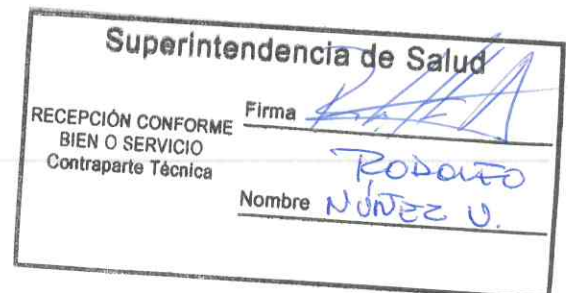 Superintendencia de Salud
RECEPCIÓN CONFORME
BIEN O SERVICIO
Contraparte Técnica
Firma
RODOLFO
Nombre NÚÑEZ U.